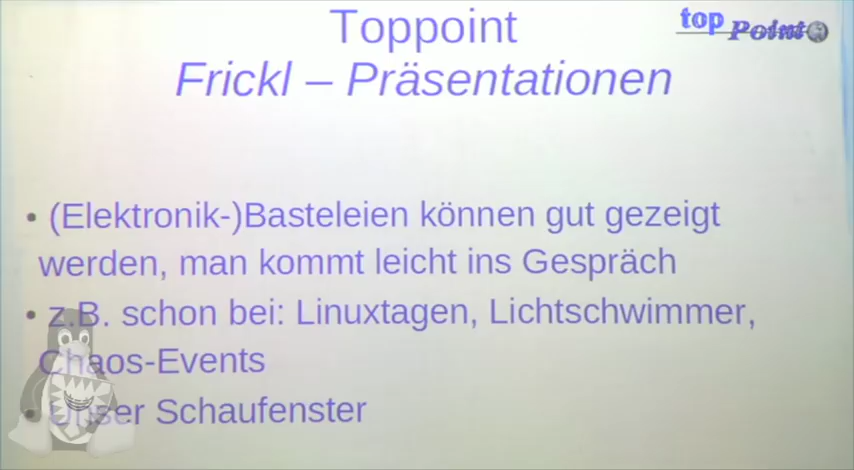 Toppoint
top Point
Frickl – Präsentationen
• (Elektronik-)Basteleien können gut gezeigt
werden, man kommt leicht ins Gespräch
• z.B. schon bei: Linuxtagen, Lichtschwimmer,
Chaos-Events
• Unser Schaufenster